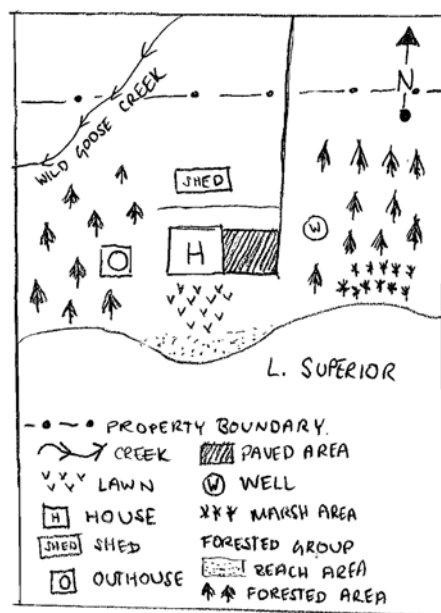 N
WILD GOOSE CREEK
SHED
W
H
O
L. SUPERIOR
PROPERTY BOUNDARY.
CREEK
PAVED AREA
LAWN
W WELL
H HOUSE
MARSH AREA
SHED SHED
FORESTED GROUP
O OUTHOUSE
BEACH AREA
FORESTED AREA